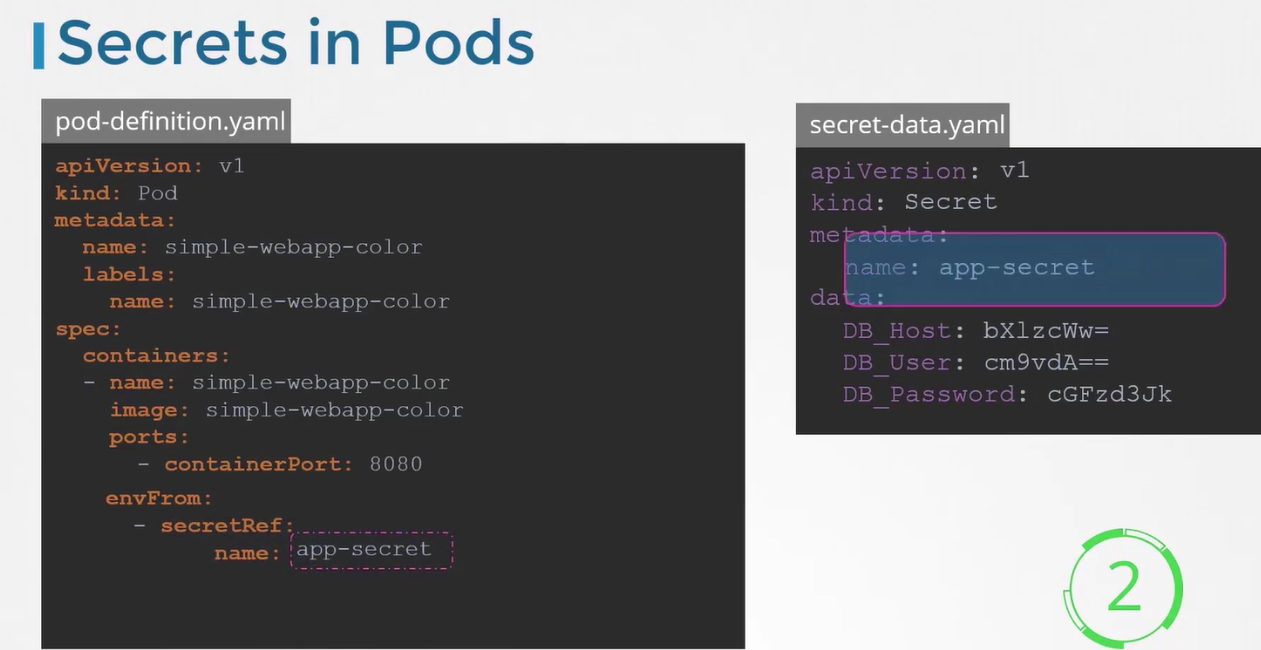 Secrets in Pods
pod-definition.yaml
apiVersion: v1
kind: Pod
metadata:
  name: simple-webapp-color
  labels:
    name: simple-webapp-color
spec:
  containers:
  - name: simple-webapp-color
    image: simple-webapp-color
    ports:
      - containerPort: 8080
    envFrom:
      - secretRef:
            name: app-secret
secret-data.yaml
apiVersion: v1
kind: Secret
metadata:
  name: app-secret
data:
  DB_Host: bXlzcWw=
  DB_User: cm9vdA==
  DB_Password: cGFzd3Jk
2